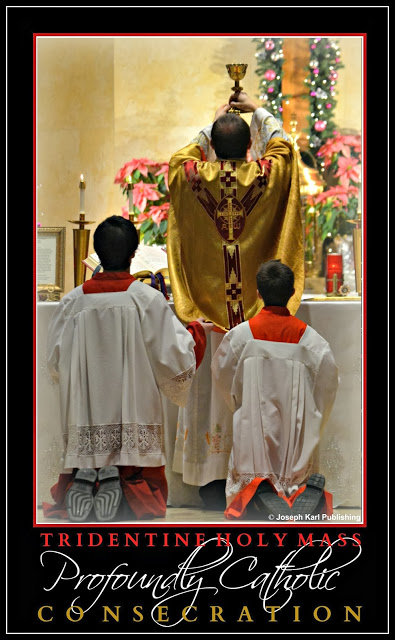 © Joseph Karl Publishing
TRIDENTINE HOLY MASS
Profoundly Catholic
CONSECRATION